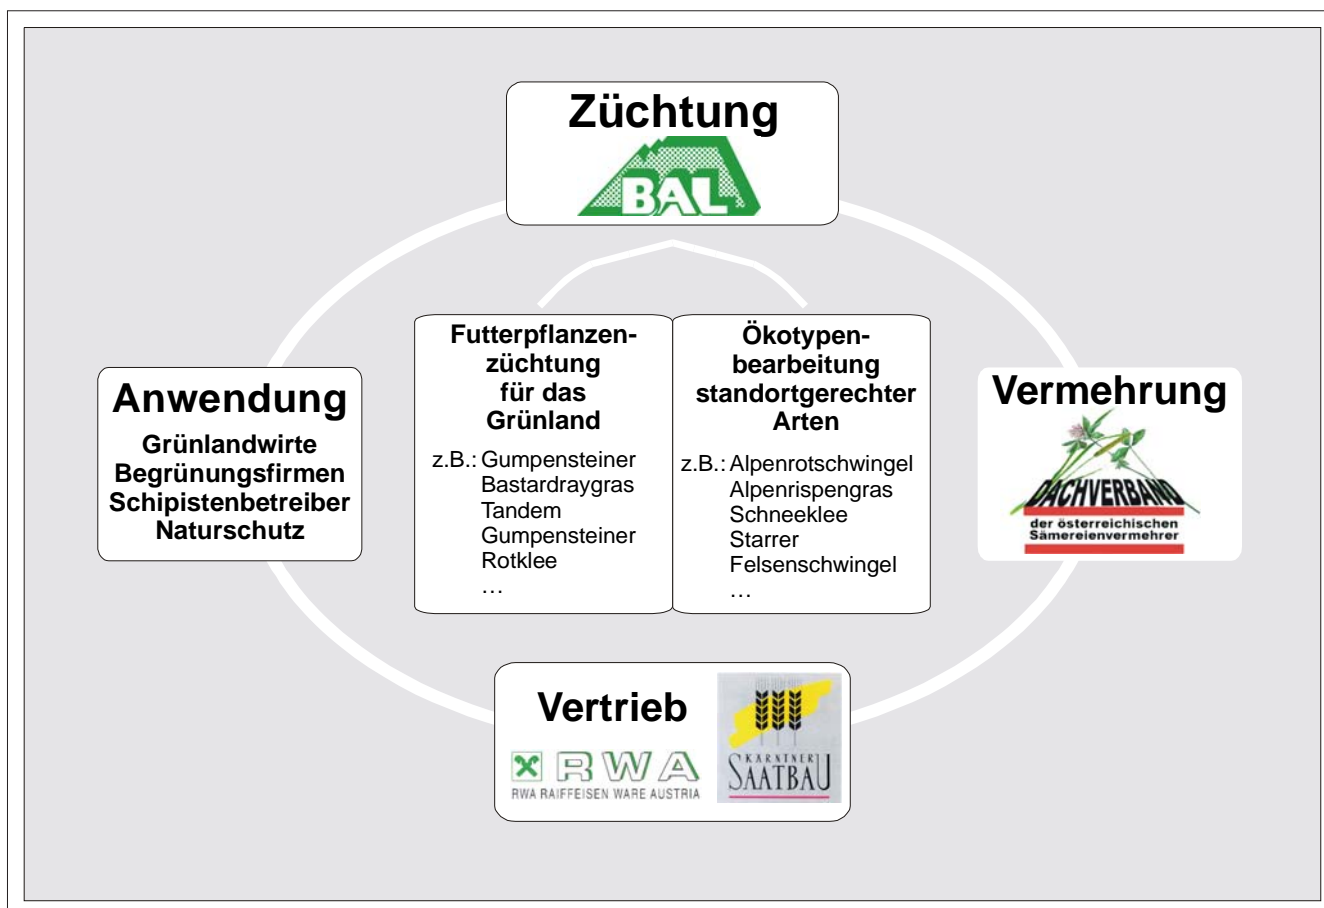 Züchtung
BAL
Futterpflanzen-
züchtung
für das
Grünland
z.B.: Gumpensteiner
Bastardraygras
Tandem
Gumpensteiner
Rotklee
…
Ökotypen-
bearbeitung
standortgerechter
Arten
z.B.: Alpenrotschwingel
Alpenrispengras
Schneeklee
Starrer
Felsenschwingel
…
Anwendung
Grünlandwirte
Begrünungsfirmen
Schipistenbetreiber
Naturschutz
Vermehrung
DACHVERBAND
der österreichischen
Sämereienvermehrer
Vertrieb
RWA
RWA RAIFFEISEN WARE AUSTRIA
KÄRNTNER
SAATBAU